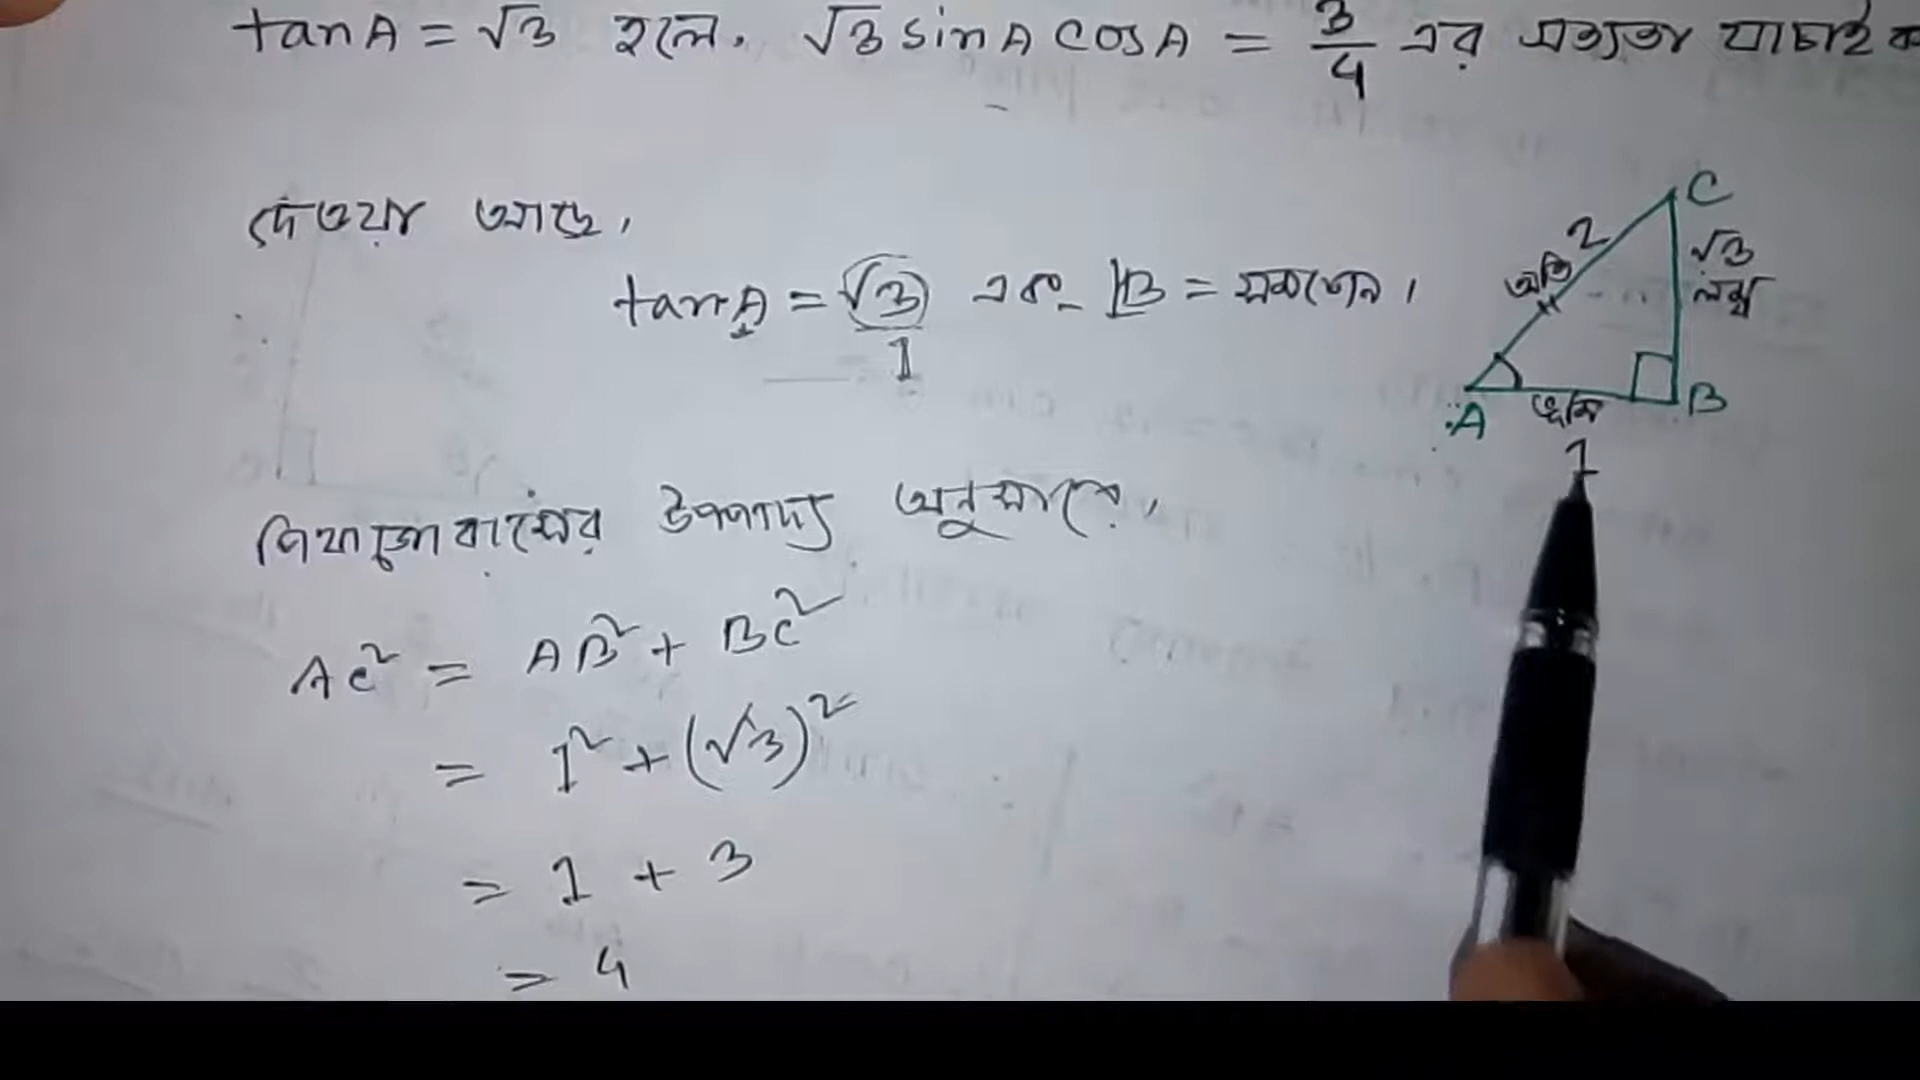 tanA = √3 হলে, √3 sinA cosA = 3/4 এর সত্যতা যাচাই
দেওয়া আছে,
tanA = √3/1 এবং ∠B = সমকোন।
পিথাগোরাসের উপপাদ্য অনুসারে,
AC² = AB² + BC²
= 1² + (√3)²
= 1 + 3
= 4
C
2
অতি
√3
লম্ব
A
ভূমি
B
1